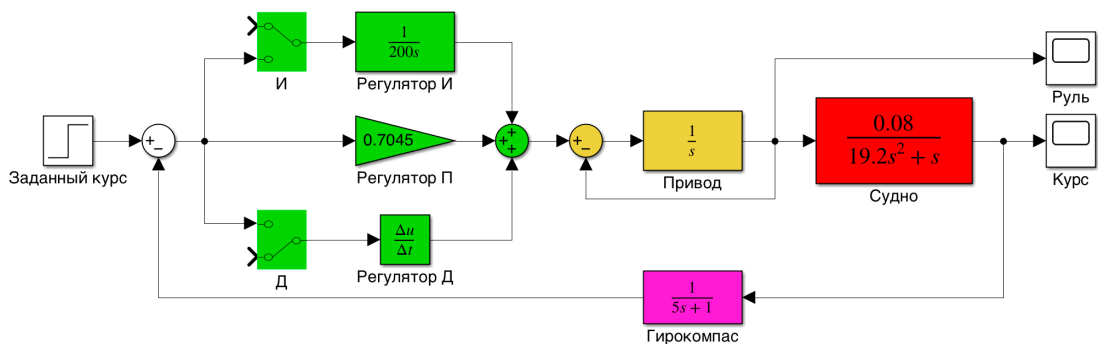 1
200s
И
Регулятор И
Руль
+
−
0.7045
+
+
+
+
−
1
s
0.08
19.2s² + s
Заданный курс
Регулятор П
Привод
Судно
Курс
Δu
Δt
Д
Регулятор Д
1
5s + 1
Гирокомпас